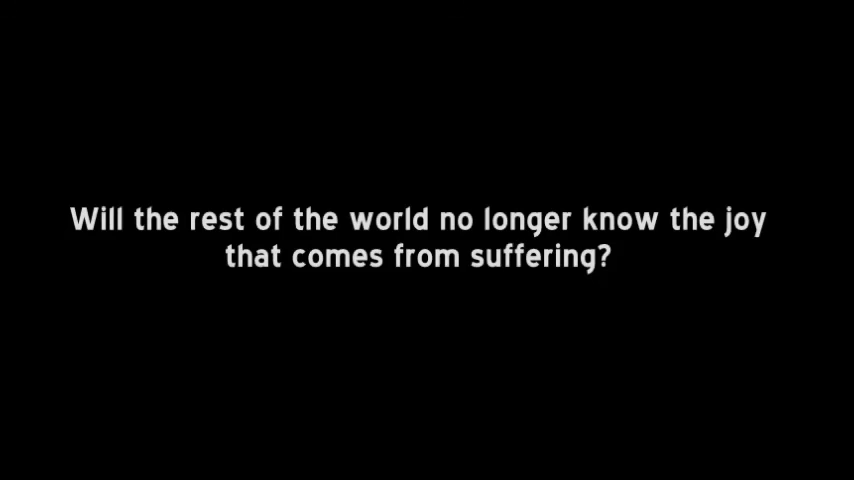 Will the rest of the world no longer know the joy
that comes from suffering?